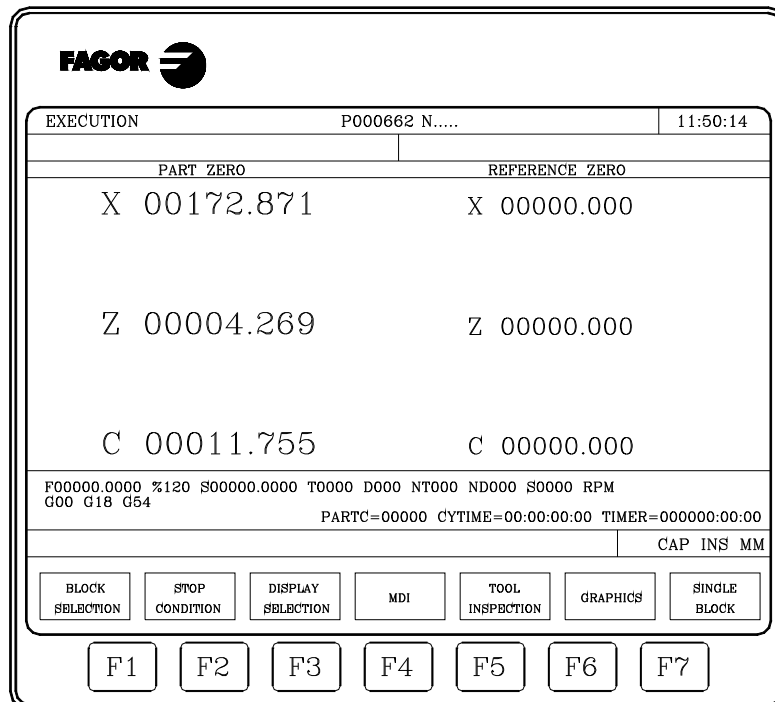 FAGOR
EXECUTION P000662 N..... 11:50:14
PART ZERO REFERENCE ZERO
X 00172.871 X 00000.000
Z 00004.269 Z 00000.000
C 00011.755 C 00000.000
F00000.0000 %120 S00000.0000 T0000 D000 NT000 ND000 S0000 RPM
G00 G18 G54
PARTC=00000 CYTIME=00:00:00:00 TIMER=000000:00:00
CAP INS MM
BLOCK SELECTION STOP CONDITION DISPLAY SELECTION MDI TOOL INSPECTION GRAPHICS SINGLE BLOCK
F1 F2 F3 F4 F5 F6 F7